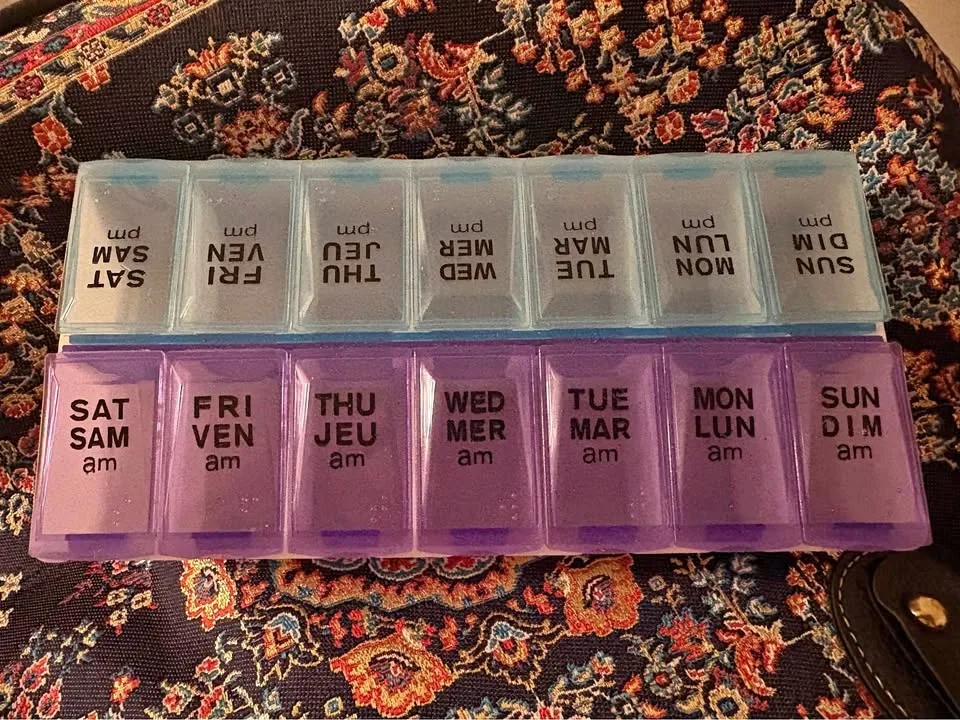 SAT
SAM
pm
FRI
VEN
pm
THU
JEU
pm
WED
MER
pm
TUE
MAR
pm
MON
LUN
pm
SUN
DIM
pm
SAT
SAM
am
FRI
VEN
am
THU
JEU
am
WED
MER
am
TUE
MAR
am
MON
LUN
am
SUN
DIM
am